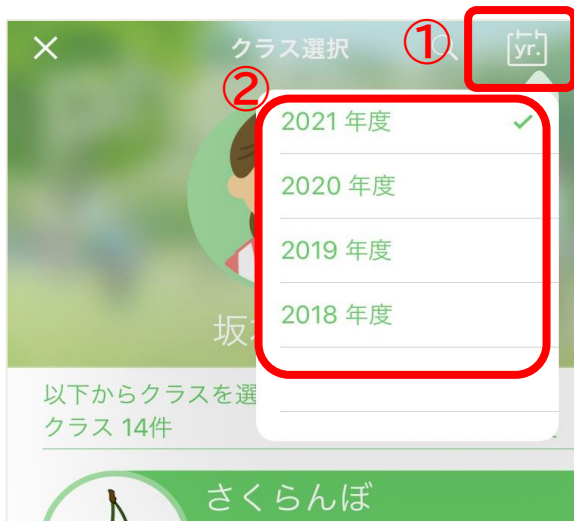 クラス選択
①
yr.
②
2021 年度
2020 年度
2019 年度
2018 年度
坂
以下からクラスを選
クラス 14件
さくらんぼ